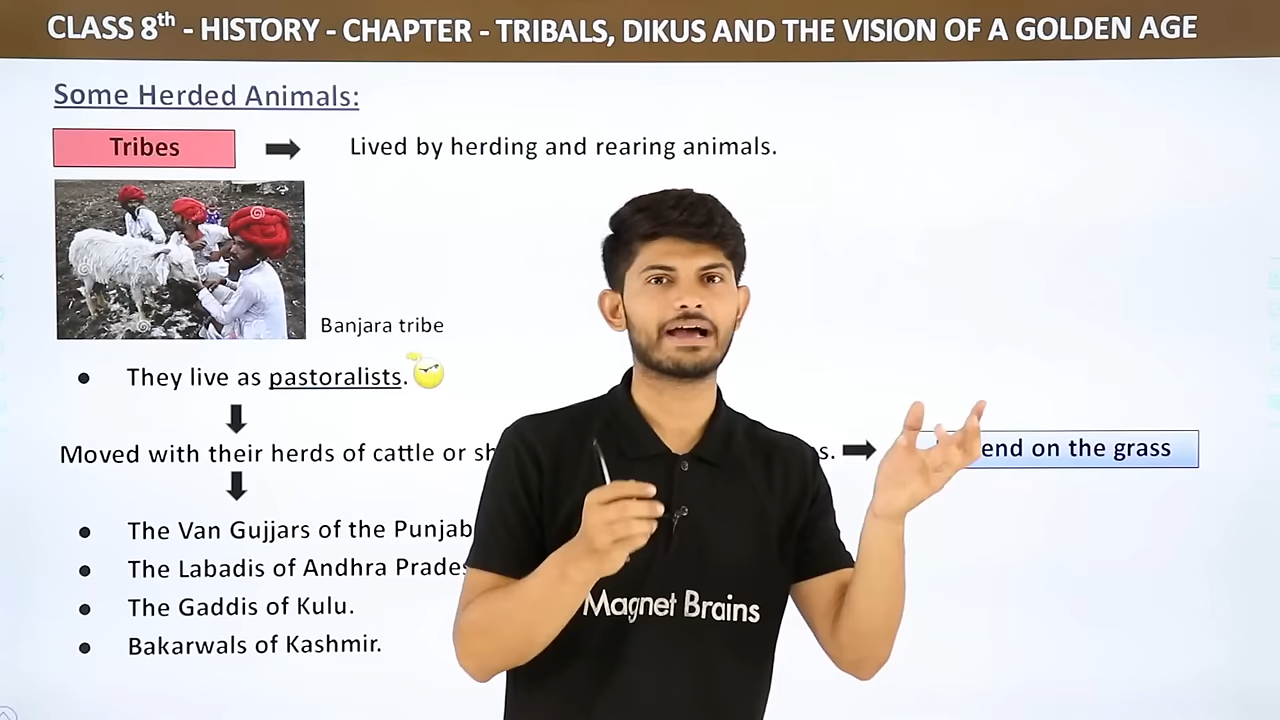 CLASS 8th - HISTORY - CHAPTER - TRIBALS, DIKUS AND THE VISION OF A GOLDEN AGE
Some Herded Animals:
Tribes
Lived by herding and rearing animals.
Banjara tribe
● They live as pastoralists.
Moved with their herds of cattle or
end on the grass
● The Van Gujjars of the Punjab
● The Labadis of Andhra
● The Gaddis of Kulu.
● Bakarwals of Kashmir.
Magnet Brains